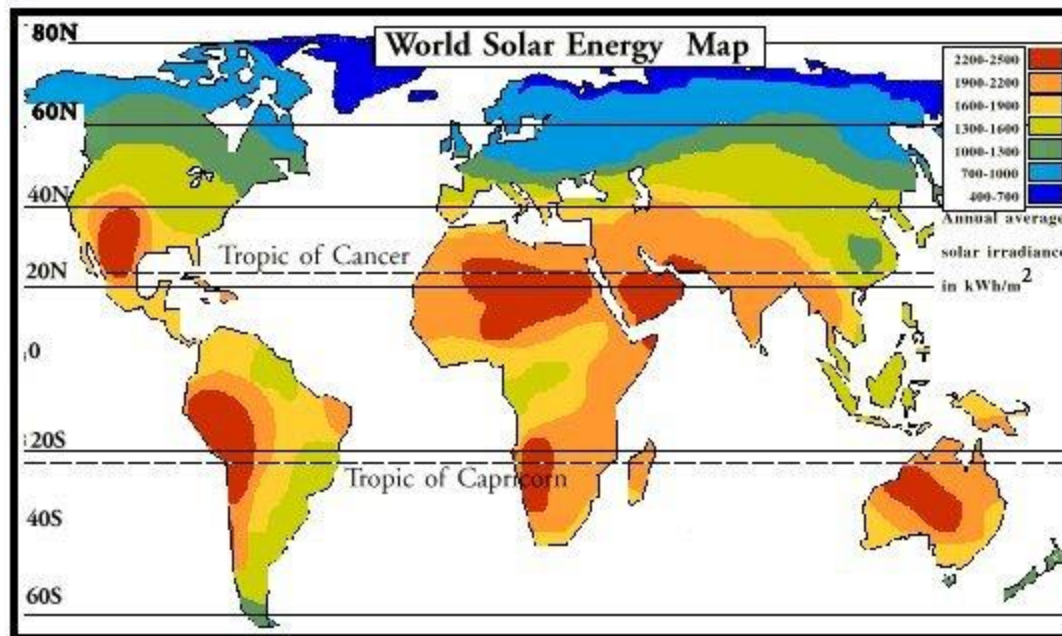 80N
World Solar Energy Map
2200-2500
1900-2200
1600-1900
1300-1600
1000-1300
700-1000
400-700
Annual average
solar irradiance
in kWh/m2
60N
40N
Tropic of Cancer
20N
0
20S
Tropic of Capricorn
40S
60S